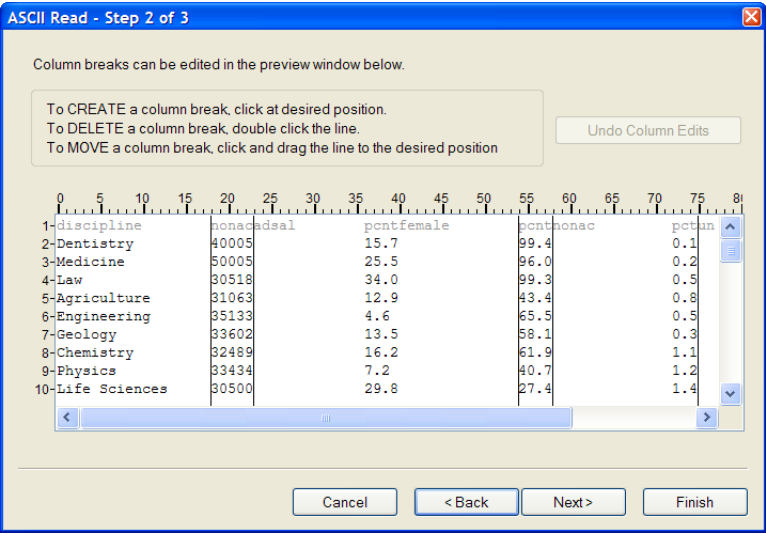 ASCII Read - Step 2 of 3
Column breaks can be edited in the preview window below.
To CREATE a column break, click at desired position.
To DELETE a column break, double click the line.
To MOVE a column break, click and drag the line to the desired position
Undo Column Edits
0 5 10 15 20 25 30 35 40 45 50 55 60 65 70 75 80
1-discipline nonacadsal pcntfemale pcntnonac pctun
2-Dentistry 40005 15.7 99.4 0.1
3-Medicine 50005 25.5 96.0 0.2
4-Law 30518 34.0 99.3 0.5
5-Agriculture 31063 12.9 43.4 0.8
6-Engineering 35133 4.6 65.5 0.5
7-Geology 33602 13.5 58.1 0.3
8-Chemistry 32489 16.2 61.9 1.1
9-Physics 33434 7.2 40.7 1.2
10-Life Sciences 30500 29.8 27.4 1.4
Cancel < Back Next > Finish